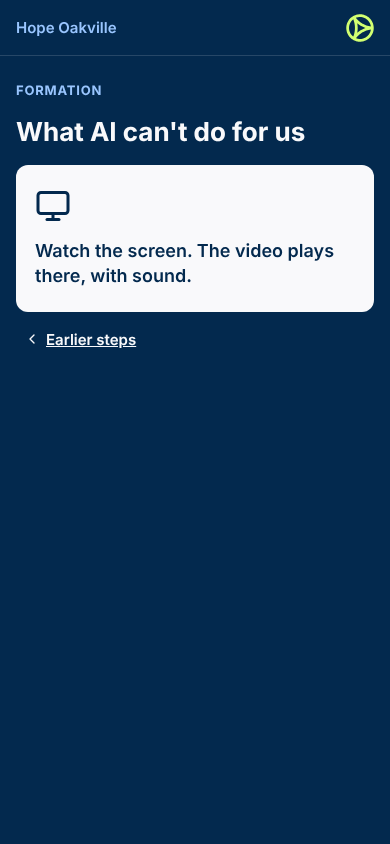 Hope Oakville
FORMATION
What AI can't do for us
Watch the screen. The video plays
there, with sound.
Earlier steps